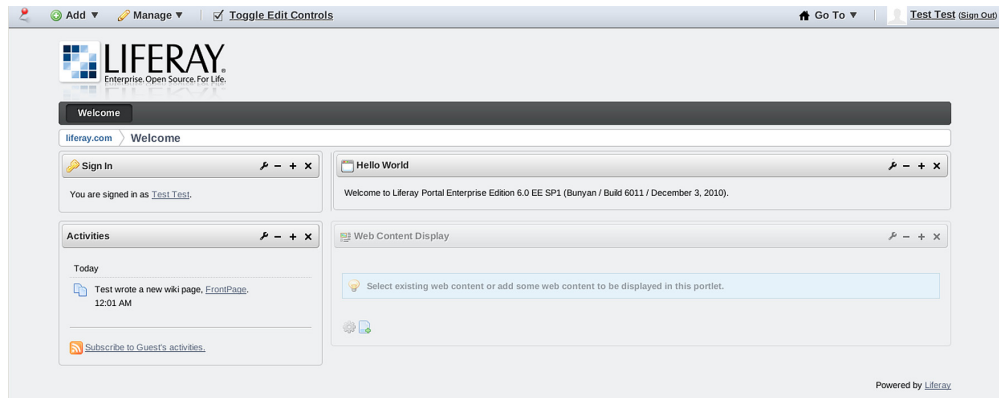 Add Manage Toggle Edit Controls Go To Test Test (Sign Out)
LIFERAY.
Enterprise. Open Source. For Life.
Welcome
liferay.com Welcome
Sign In
You are signed in as Test Test.
Hello World
Welcome to Liferay Portal Enterprise Edition 6.0 EE SP1 (Bunyan / Build 6011 / December 3, 2010).
Activities
Today
Test wrote a new wiki page, FrontPage.
12:01 AM
Subscribe to Guest's activities.
Web Content Display
Select existing web content or add some web content to be displayed in this portlet.
Powered by Liferay